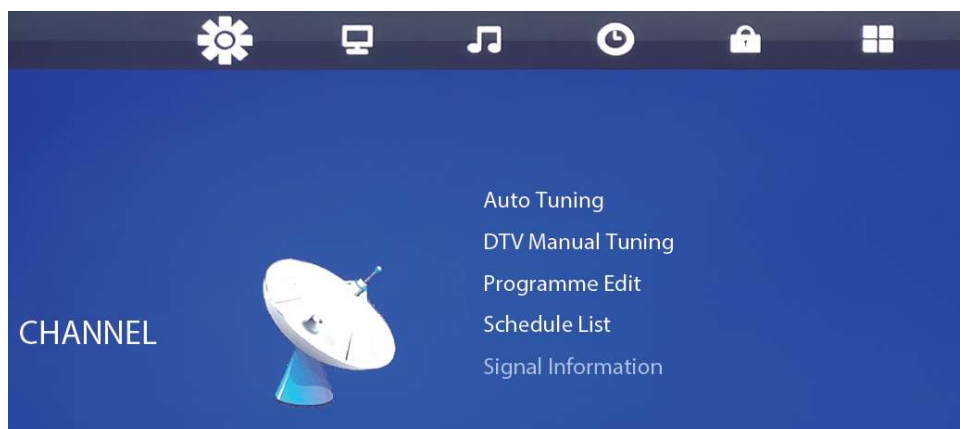 Auto Tuning
DTV Manual Tuning
Programme Edit
Schedule List
CHANNEL
Signal Information